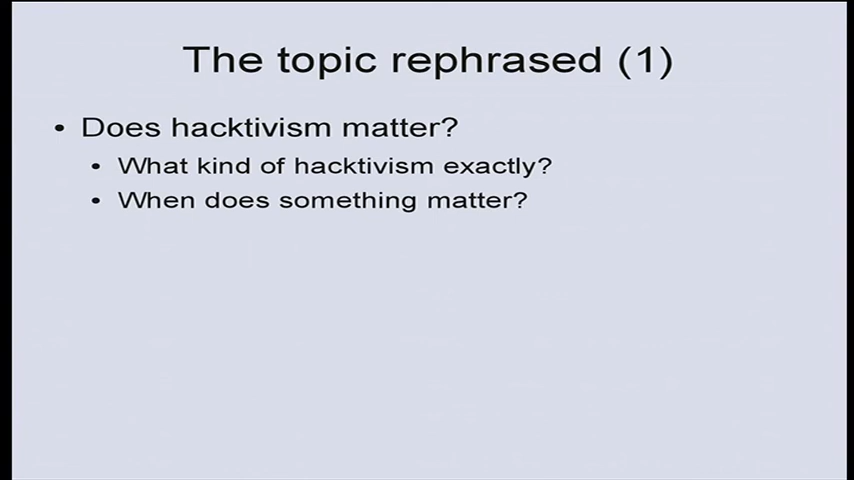 The topic rephrased (1)
• Does hacktivism matter?
• What kind of hacktivism exactly?
• When does something matter?